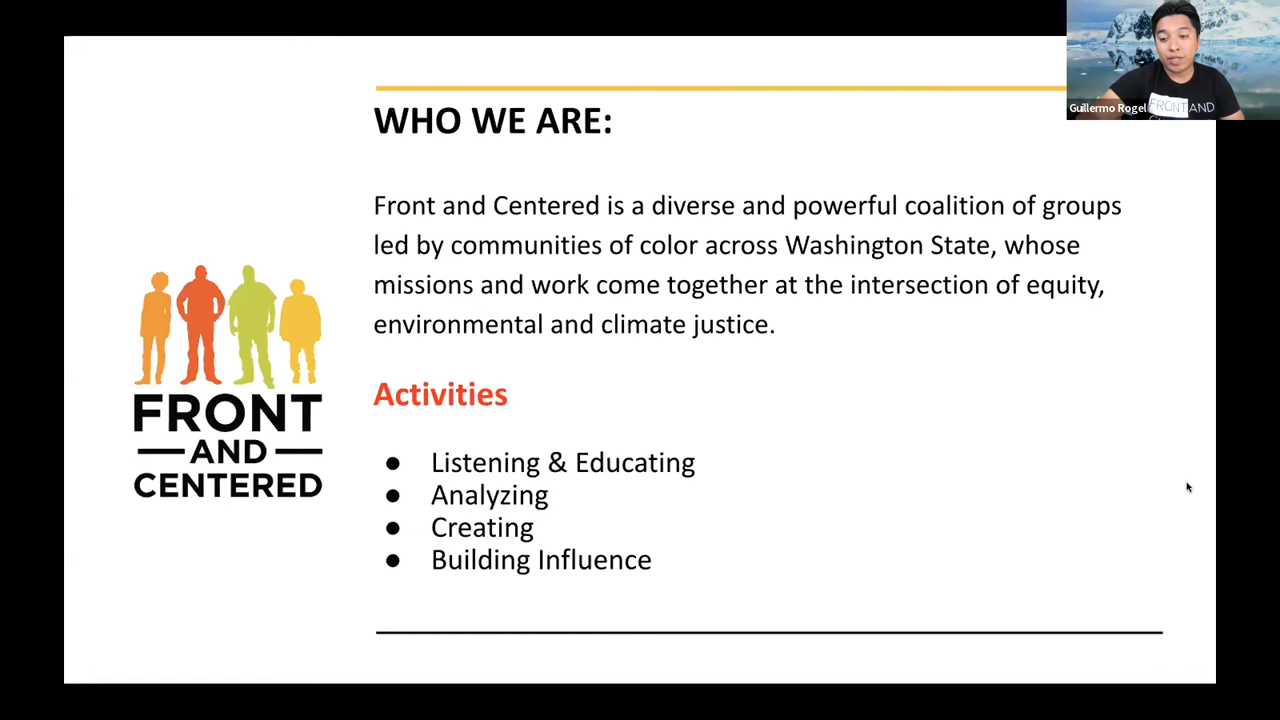 Guillermo Rogel
FRONT AND
WHO WE ARE:
Front and Centered is a diverse and powerful coalition of groups
led by communities of color across Washington State, whose
missions and work come together at the intersection of equity,
environmental and climate justice.
Activities
● Listening & Educating
● Analyzing
● Creating
● Building Influence
FRONT
AND
CENTERED